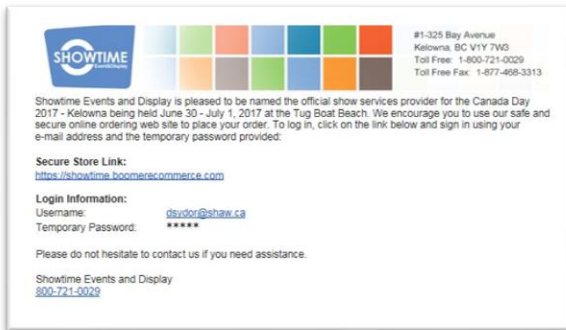 SHOWTIME
Event&Display
#1-325 Bay Avenue
Kelowna, BC V1Y 7W3
Toll Free: 1-800-721-0029
Toll Free Fax: 1-877-468-3313
Showtime Events and Display is pleased to be named the official show services provider for the Canada Day
2017 - Kelowna being held June 30 - July 1, 2017 at the Tug Boat Beach. We encourage you to use our safe and
secure online ordering web site to place your order. To log in, click on the link below and sign in using your
e-mail address and the temporary password provided:
Secure Store Link:
https://showtime.boomerecommerce.com
Login Information:
Username: dsydor@shaw.ca
Temporary Password: *****
Please do not hesitate to contact us if you need assistance.
Showtime Events and Display
800-721-0029